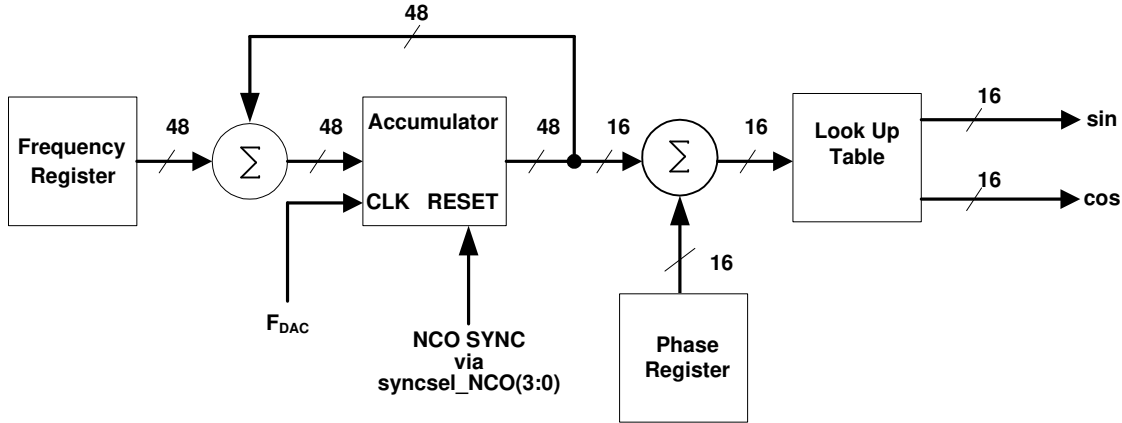 48
Frequency
Register
48
Σ
48
Accumulator
CLK RESET
48
16
Σ
16
Look Up
Table
16
sin
16
cos
F_DAC
NCO SYNC
via
syncsel_NCO(3:0)
16
Phase
Register